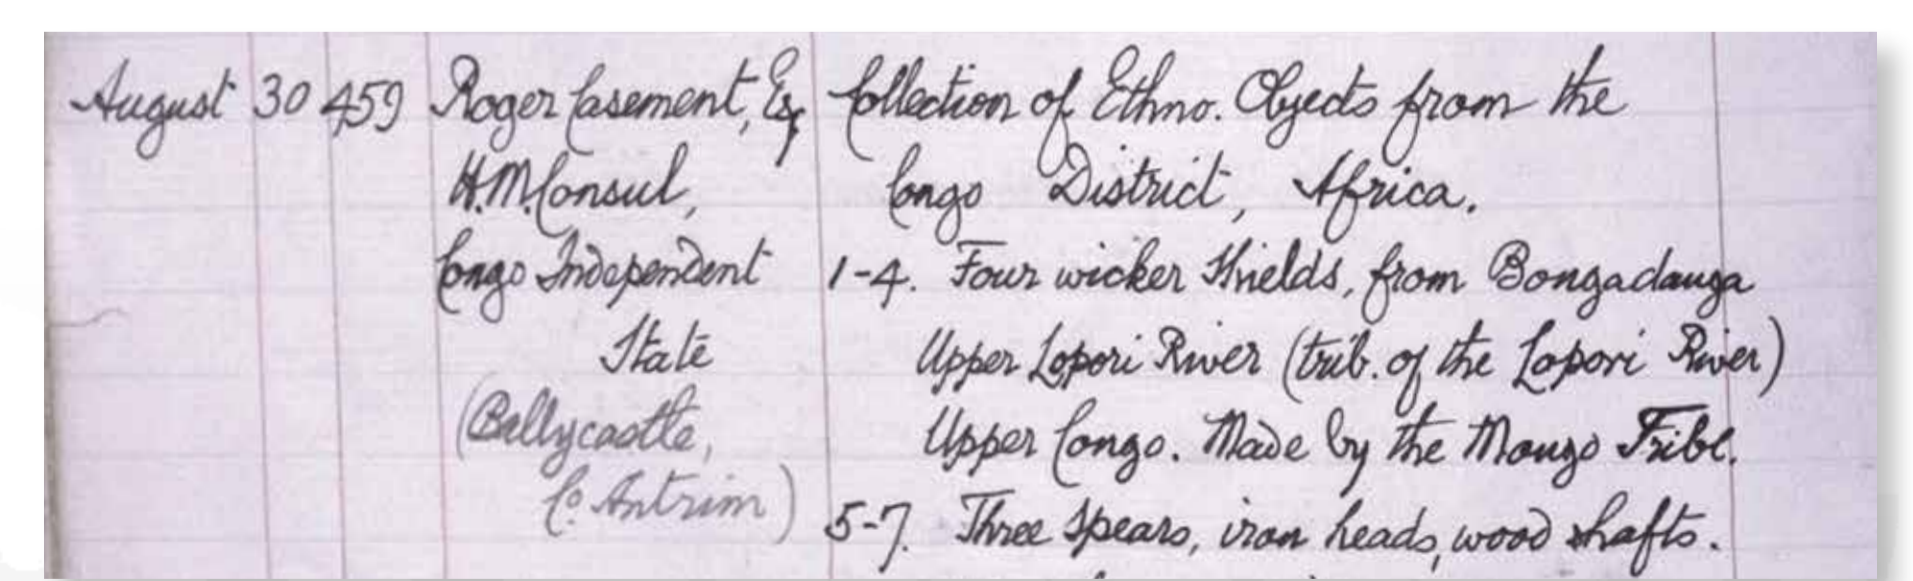 August 30 459 Roger Casement, Esq, Collection of Ethno. Objects from the
H.M. Consul, Congo District, Africa.
Congo Independent 1-4. Four wicker Shields, from Bongadanga
State Upper Lopori River (trib. of the Lopori River)
(Ballycastle, Upper Congo. Made by the Mongo Tribe.
Co. Antrim) 5-7. Three Spears, iron heads, wood shafts.